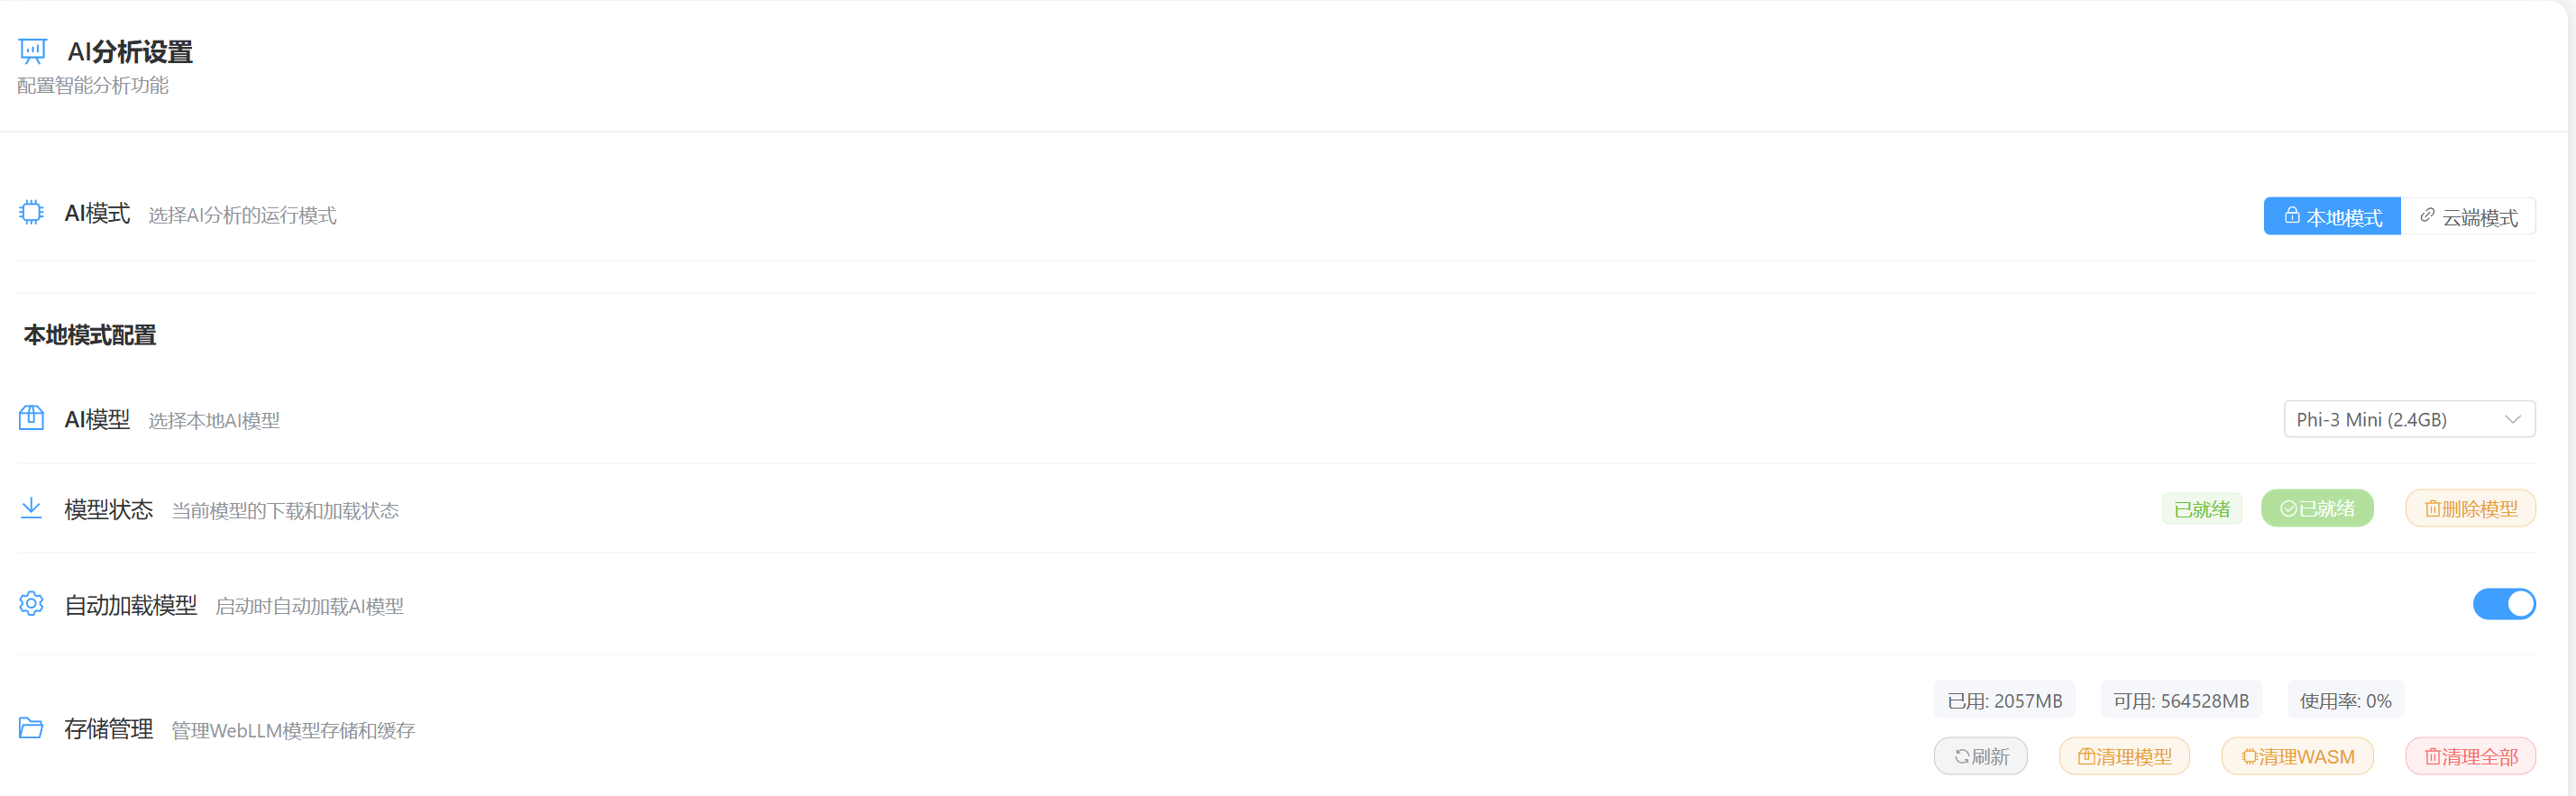 AI分析设置
配置智能分析功能
AI模式 选择AI分析的运行模式 本地模式 云端模式
本地模式配置
AI模型 选择本地AI模型 Phi-3 Mini (2.4GB)
模型状态 当前模型的下载和加载状态 已就绪 已就绪 删除模型
自动加载模型 启动时自动加载AI模型
存储管理 管理WebLLM模型存储和缓存
已用: 2057MB 可用: 564528MB 使用率: 0%
刷新 清理模型 清理WASM 清理全部